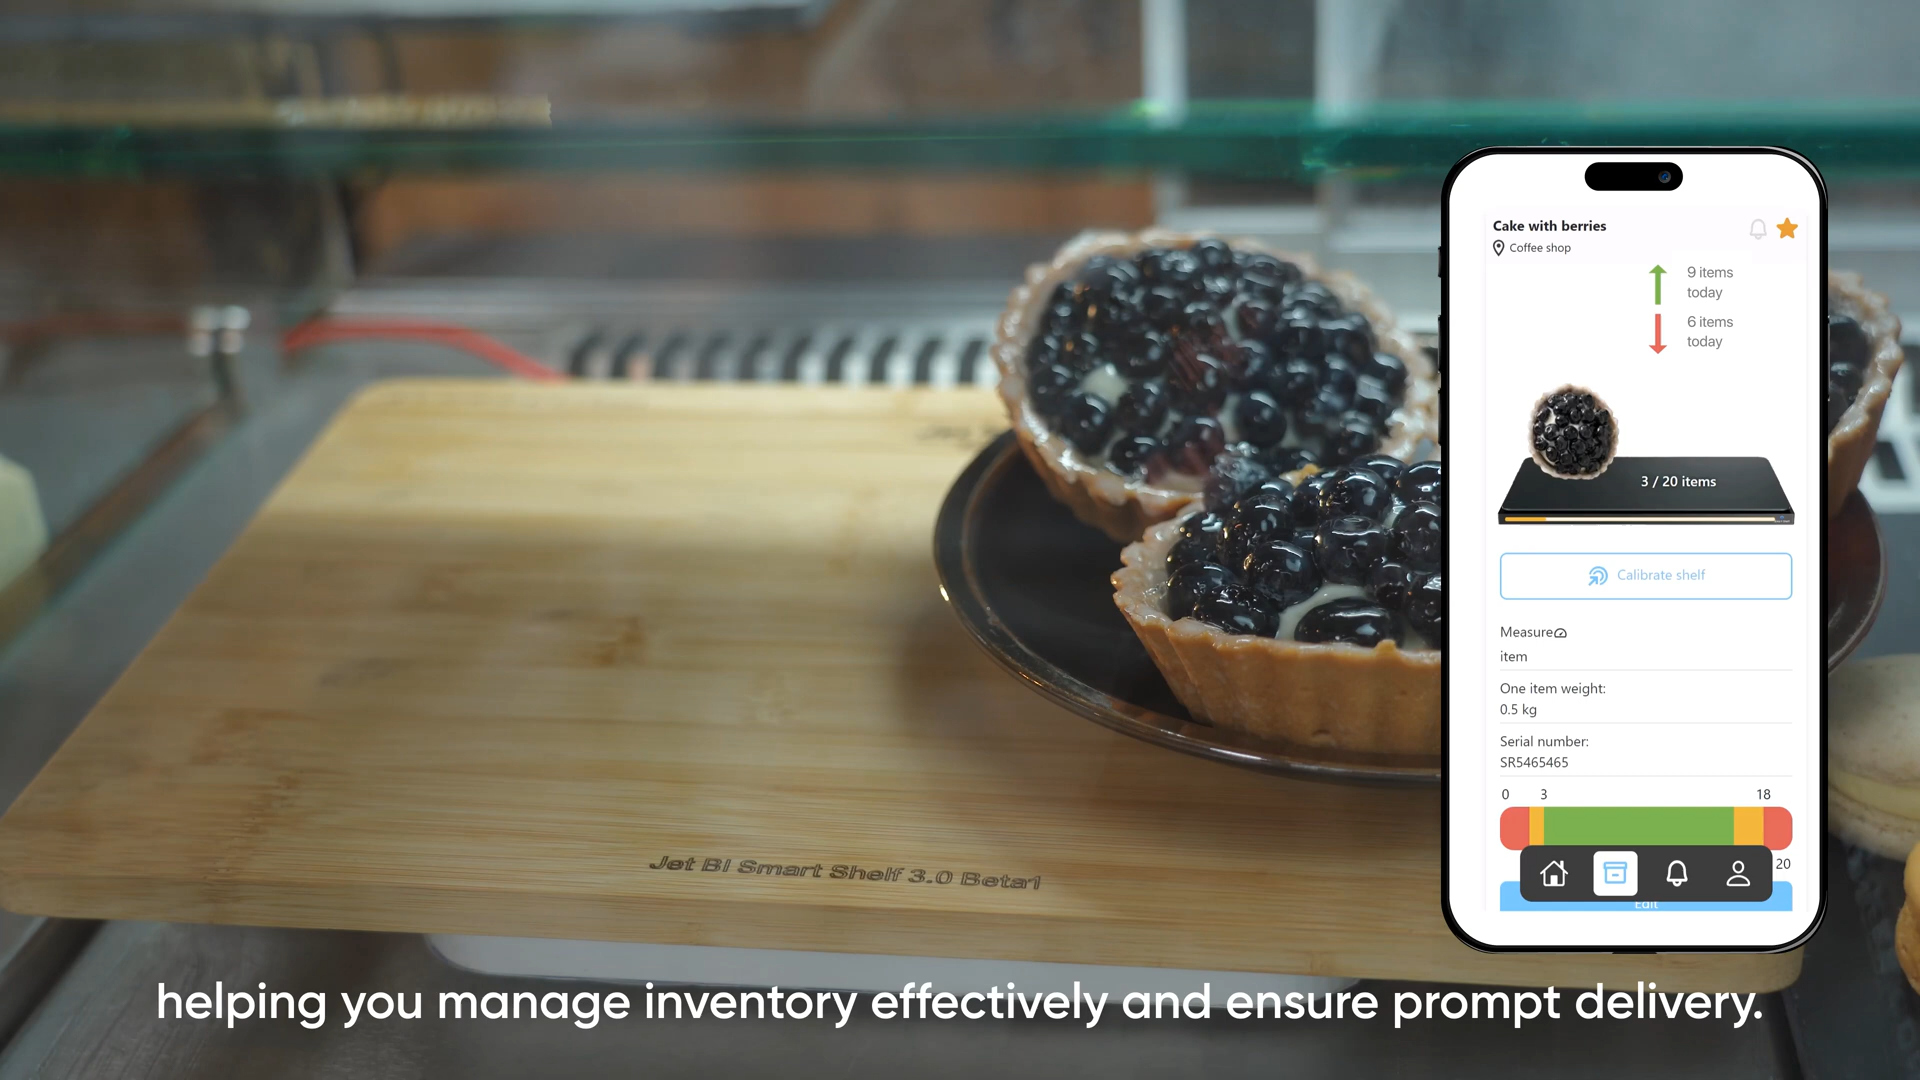 Cake with berries
Coffee shop
9 items
today
6 items
today
3 / 20 items
Calibrate shelf
Measure
item
One item weight:
0.5 kg
Serial number:
SR5465465
0 3 18
20
Edit
Jet BI Smart Shelf 3.0 Beta1
helping you manage inventory effectively and ensure prompt delivery.